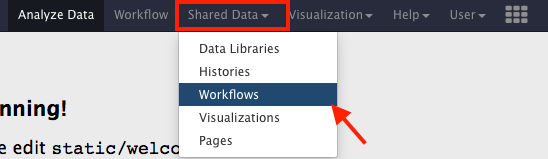 Analyze Data Workflow Shared Data Visualization Help User
Data Libraries
Histories
Workflows
Visualizations
Pages
nning!
e edit static/welco